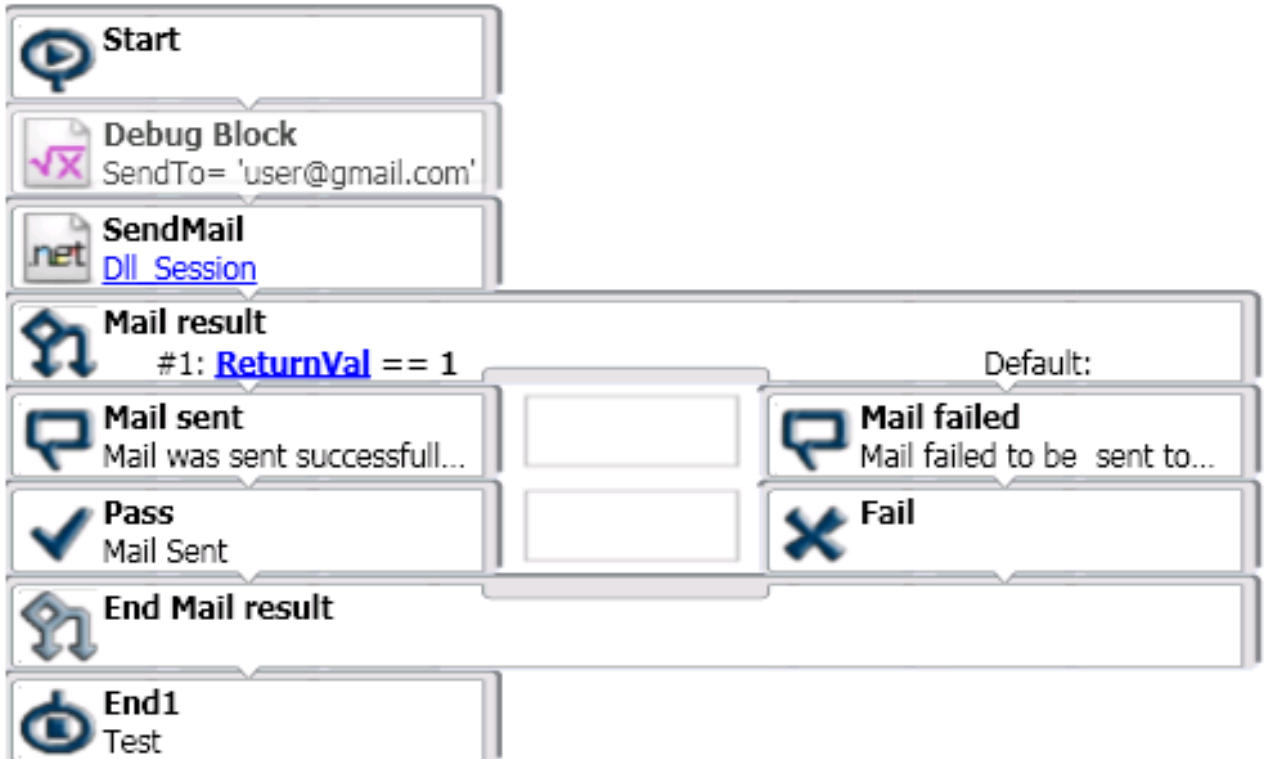 Start
Debug Block
SendTo= 'user@gmail.com'
SendMail
.net
Dll_Session
Mail result
#1: ReturnVal == 1
Default:
Mail sent
Mail was sent successfull...
Mail failed
Mail failed to be sent to...
Pass
Mail Sent
Fail
End Mail result
End1
Test